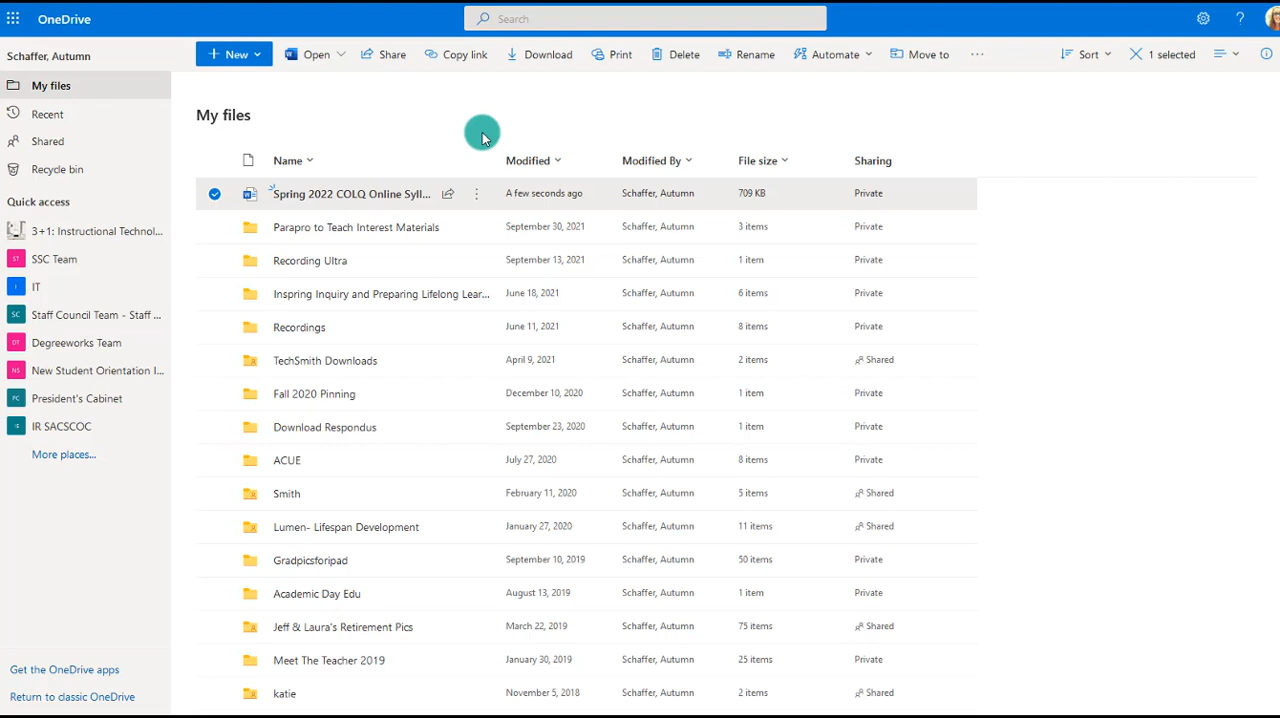 OneDrive
Search
?
Schaffer, Autumn
New
Open
Share
Copy link
Download
Print
Delete
Rename
Automate
Move to
...
Sort
1 selected
My files
Recent
Shared
Recycle bin
Quick access
3+1: Instructional Technol...
ST SSC Team
I IT
SC Staff Council Team - Staff ...
DT Degreeworks Team
NS New Student Orientation I...
PC President's Cabinet
IS IR SACSCOC
More places...
Get the OneDrive apps
Return to classic OneDrive
My files
Name Modified Modified By File size Sharing
Spring 2022 COLQ Online Syll... A few seconds ago Schaffer, Autumn 709 KB Private
Parapro to Teach Interest Materials September 30, 2021 Schaffer, Autumn 3 items Private
Recording Ultra September 13, 2021 Schaffer, Autumn 1 item Private
Inspring Inquiry and Preparing Lifelong Lear... June 18, 2021 Schaffer, Autumn 6 items Private
Recordings June 11, 2021 Schaffer, Autumn 8 items Private
TechSmith Downloads April 9, 2021 Schaffer, Autumn 2 items Shared
Fall 2020 Pinning December 10, 2020 Schaffer, Autumn 1 item Private
Download Respondus September 23, 2020 Schaffer, Autumn 1 item Private
ACUE July 27, 2020 Schaffer, Autumn 8 items Private
Smith February 11, 2020 Schaffer, Autumn 5 items Shared
Lumen- Lifespan Development January 27, 2020 Schaffer, Autumn 11 items Shared
Gradpicsforipad September 10, 2019 Schaffer, Autumn 50 items Private
Academic Day Edu August 13, 2019 Schaffer, Autumn 1 item Private
Jeff & Laura's Retirement Pics March 22, 2019 Schaffer, Autumn 75 items Shared
Meet The Teacher 2019 January 30, 2019 Schaffer, Autumn 25 items Private
katie November 5, 2018 Schaffer, Autumn 2 items Shared